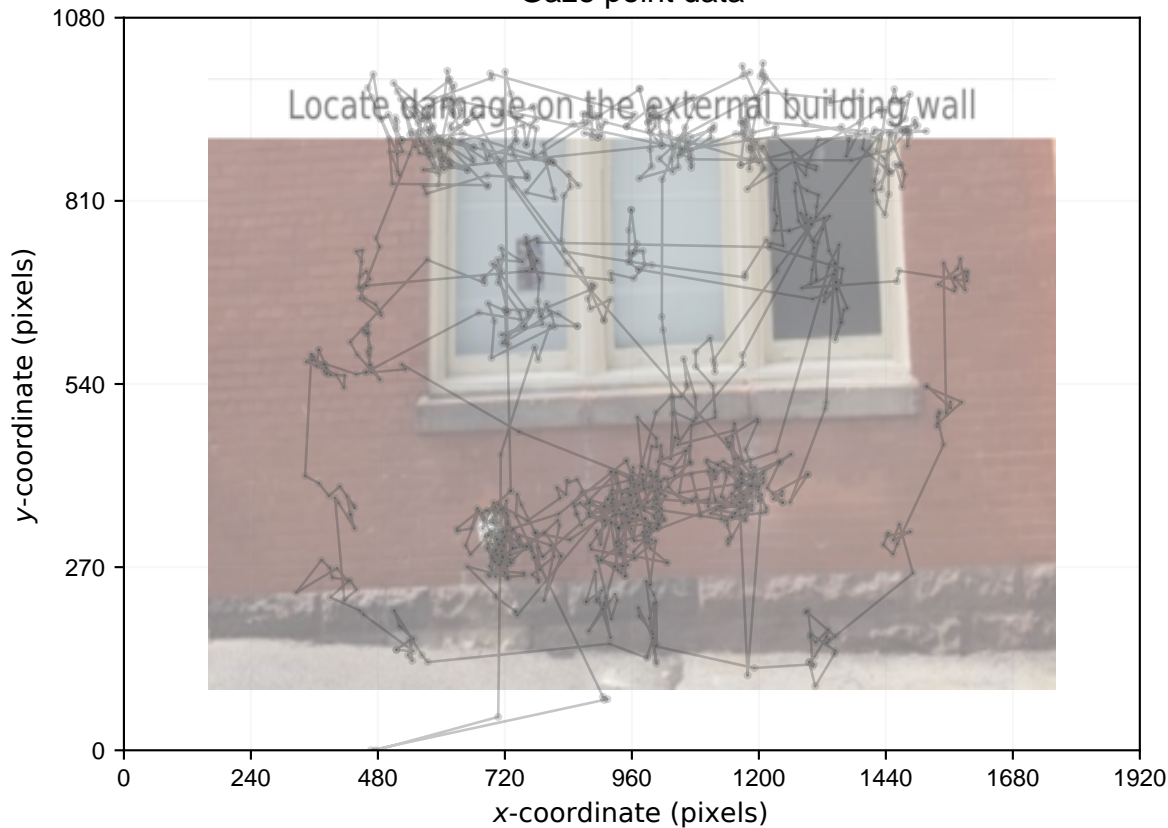 Gaze point data
1080
Locate damage on the external building wall
810
540
270
0
0 240 480 720 960 1200 1440 1680 1920
x-coordinate (pixels)
y-coordinate (pixels)